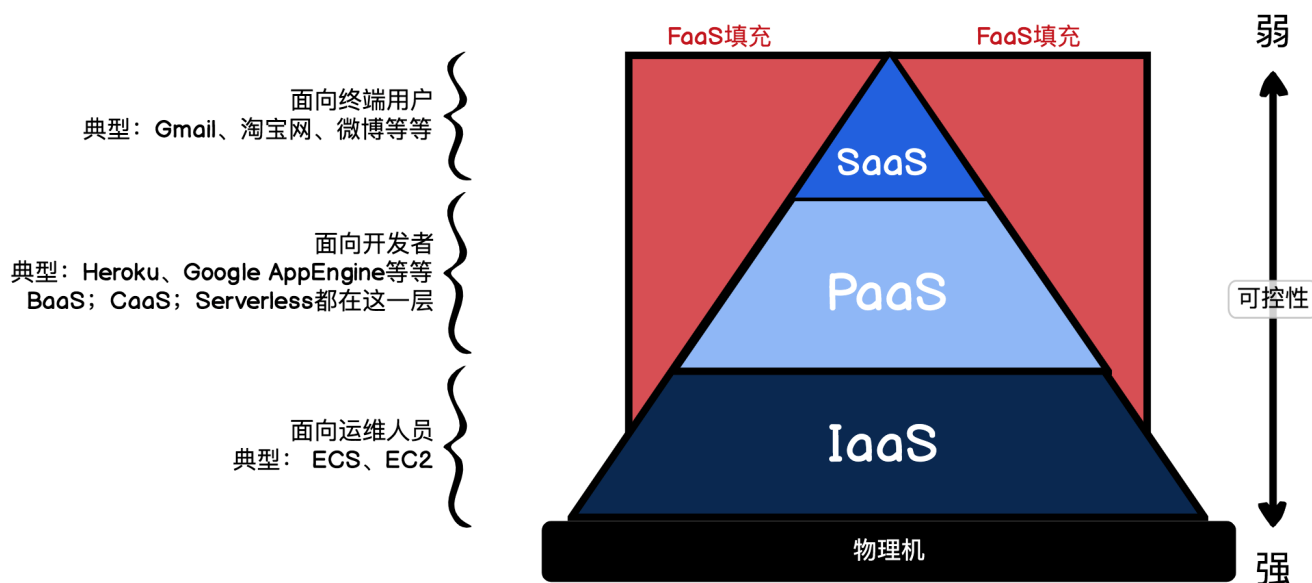 FaaS填充
FaaS填充
弱
面向终端用户
典型：Gmail、淘宝网、微博等等
SaaS
面向开发者
典型：Heroku、Google AppEngine等等
BaaS；CaaS；Serverless都在这一层
PaaS
可控性
面向运维人员
典型： ECS、EC2
IaaS
物理机
强